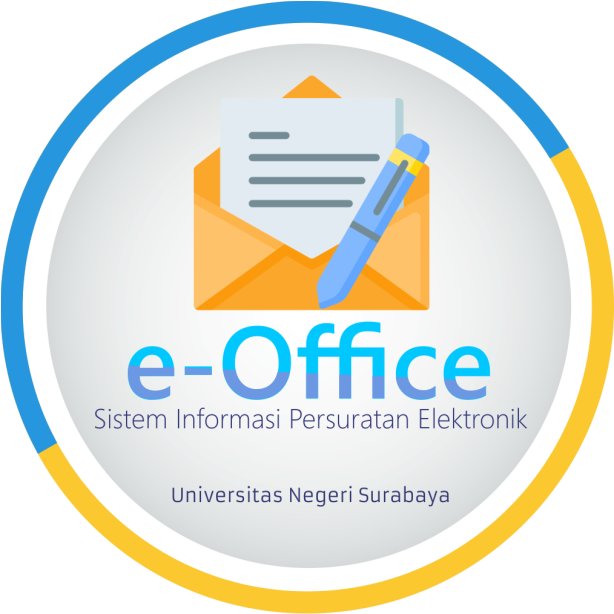 e-Office
Sistem Informasi Persuratan Elektronik
Universitas Negeri Surabaya